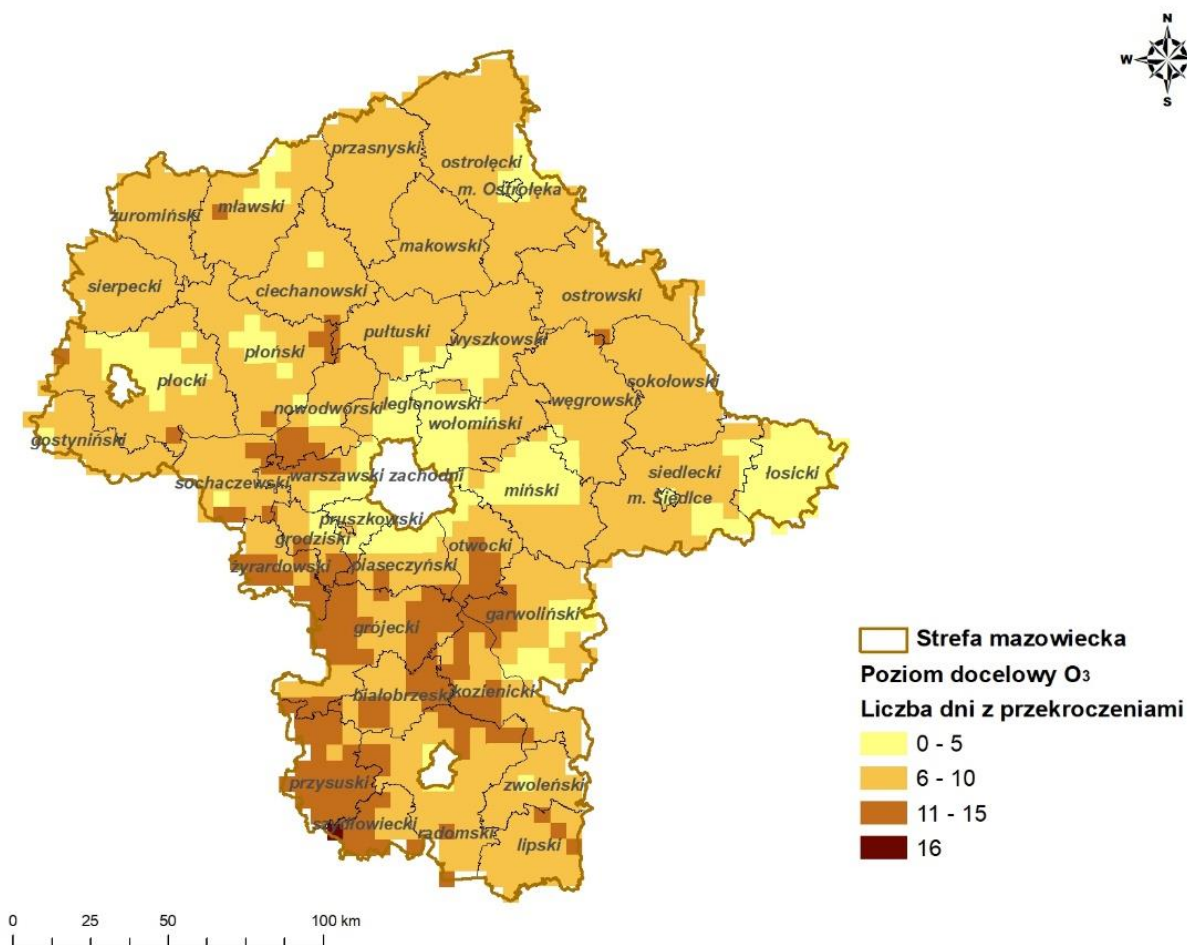 N
W E
S
przasnyski
ostrołęcki
m. Ostrołęka
żuromiński
mławski
makowski
sierpecki
ciechanowski
ostrowski
pułtuski
wyszkowski
płoński
płocki
sokołowski
nowodworski
legionowski
węgrowski
wołomiński
gostyniński
warszawski zachodni
siedlecki
łosicki
sochaczewski
miński
m. Siedlce
pruszkowski
grodziski
otwocki
żyrardowski
piaseczyński
garwoliński
grójecki
białobrzeski
kozienicki
przysuski
zwoleński
szydłowiecki
radomski
lipski
Strefa mazowiecka
Poziom docelowy O3
Liczba dni z przekroczeniami
0 - 5
6 - 10
11 - 15
16
0 25 50 100 km